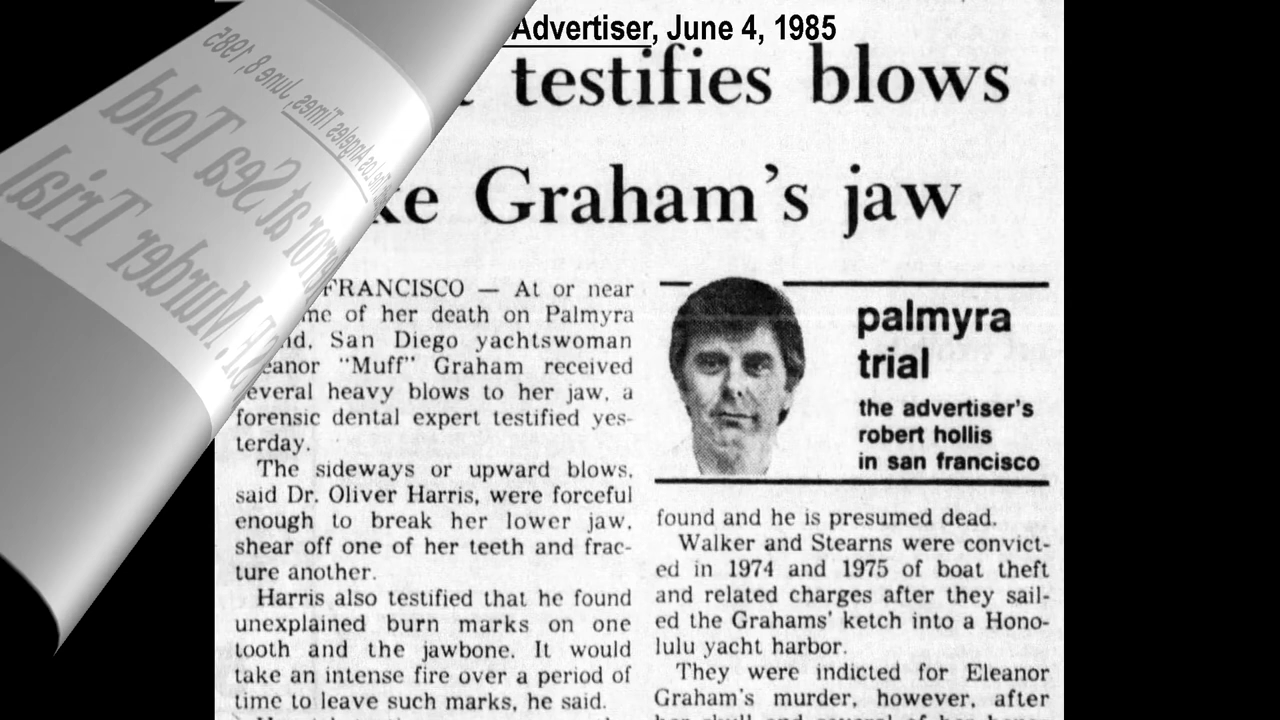 Advertiser, June 4, 1985
testifies blows
Graham's jaw
FRANCISCO — At or near
of her death on Palmyra
San Diego yachtswoman
"Muff" Graham received
several heavy blows to her jaw, a
forensic dental expert testified yes-
terday.
The sideways or upward blows,
said Dr. Oliver Harris, were forceful
enough to break her lower jaw,
shear off one of her teeth and frac-
ture another.
Harris also testified that he found
unexplained burn marks on one
tooth and the jawbone. It would
take an intense fire over a period of
time to leave such marks, he said.
palmyra
trial
the advertiser's
robert hollis
in san francisco
found and he is presumed dead.
Walker and Stearns were convict-
ed in 1974 and 1975 of boat theft
and related charges after they sail-
ed the Grahams' ketch into a Hono-
lulu yacht harbor.
They were indicted for Eleanor
Graham's murder, however, after
Los Angeles Times, June 8, 1985
at Sea Told
Murder Trial